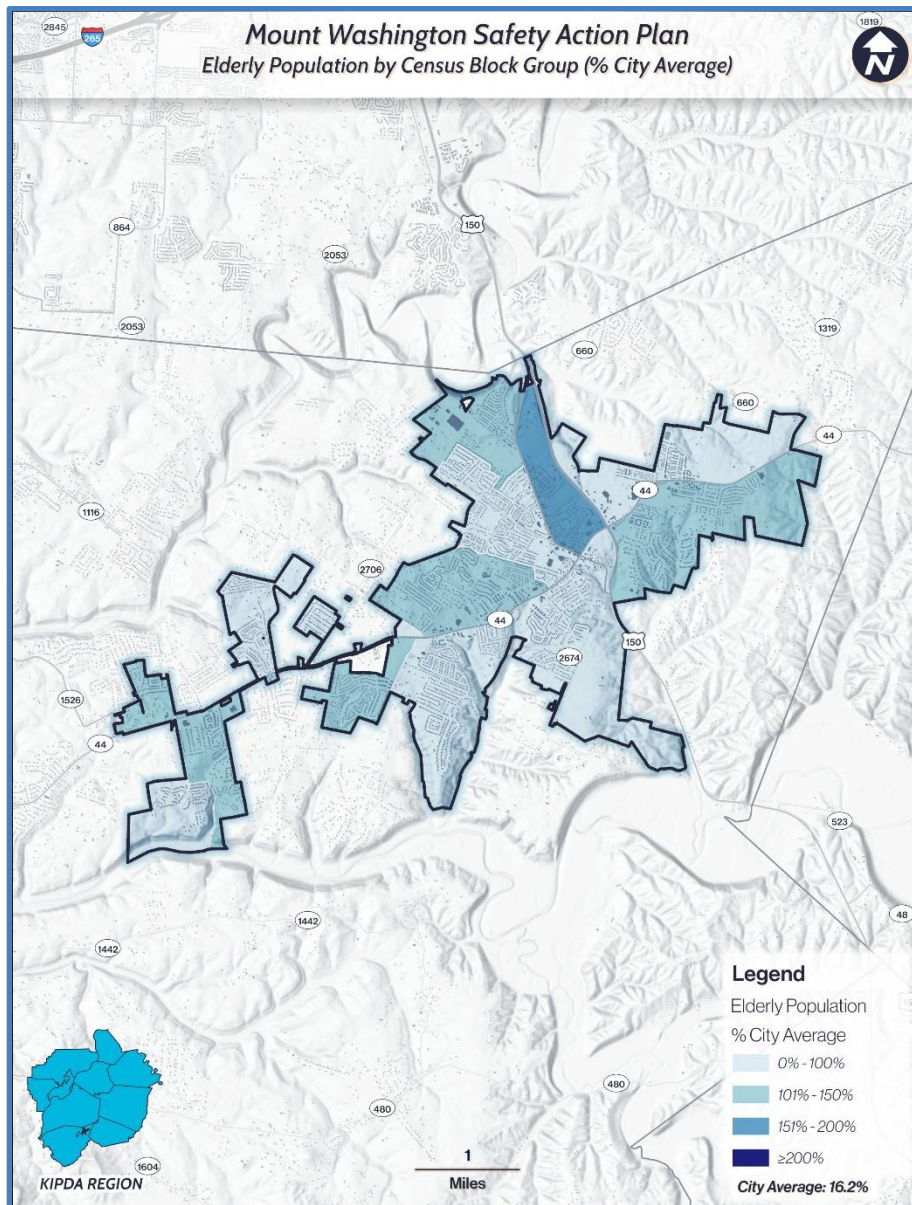 Mount Washington Safety Action Plan
Elderly Population by Census Block Group (% City Average)
N
2845
265
1819
864
150
2053
2053
1319
660
660
44
44
1116
2706
44
150
2674
1526
44
523
48
1442
1442
480
480
1604
Legend
Elderly Population
% City Average
0% - 100%
101% - 150%
151% - 200%
≥200%
City Average: 16.2%
1
Miles
KIPDA REGION